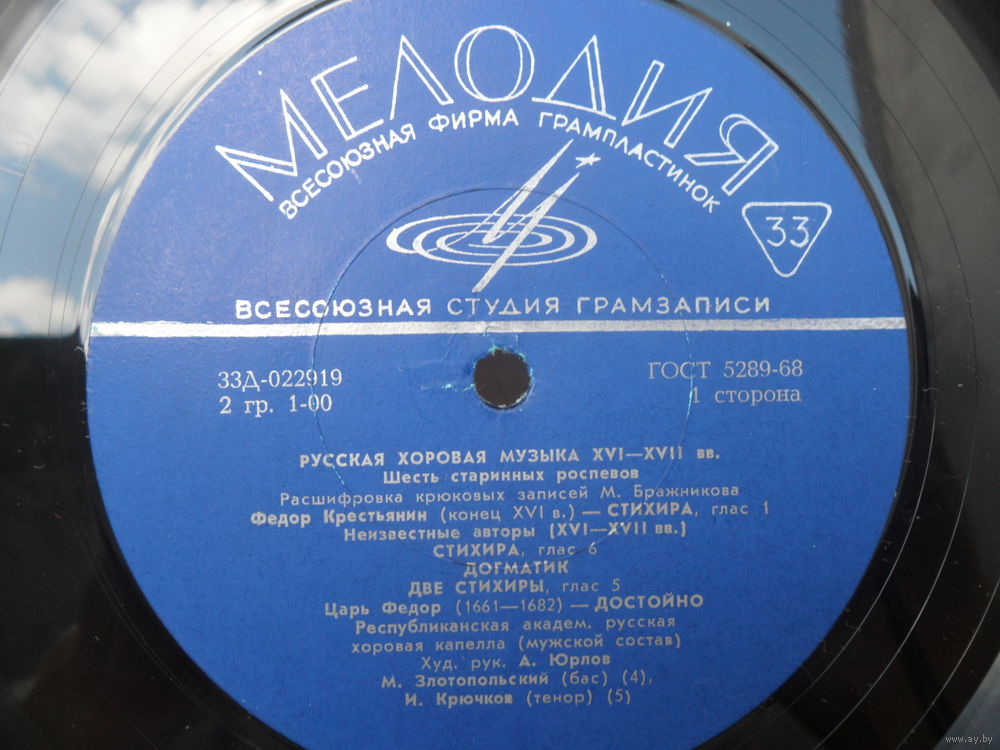 МЕЛОДИЯ
ВСЕСОЮЗНАЯ ФИРМА ГРАМПЛАСТИНОК
33
ВСЕСОЮЗНАЯ СТУДИЯ ГРАМЗАПИСИ
33Д-022919
ГОСТ 5289-68
2 гр. 1-00
1 сторона
РУССКАЯ ХОРОВАЯ МУЗЫКА XVI—XVII вв.
Шесть старинных роспевов
Расшифровка крюковых записей М. Бражникова
Федор Крестьянин (конец XVI в.) — СТИХИРА, глас 1
Неизвестные авторы (XVI—XVII вв.)
СТИХИРА, глас 6
ДОГМАТИК
ДВЕ СТИХИРЫ, глас 5
Царь Федор (1661—1682) — ДОСТОЙНО
Республиканская академ. русская
хоровая капелла (мужской состав)
Худ. рук. А. Юрлов
М. Злотопольский (бас) (4),
И. Крючков (тенор) (5)
www.ay.by